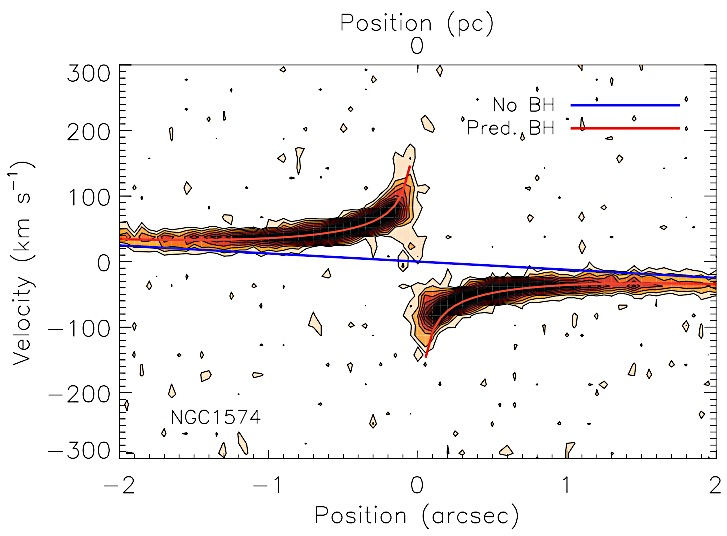 Position (pc)
0
300
200
100
0
−100
−200
−300
Velocity (km s⁻¹)
No BH
Pred. BH
NGC1574
−2 −1 0 1 2
Position (arcsec)